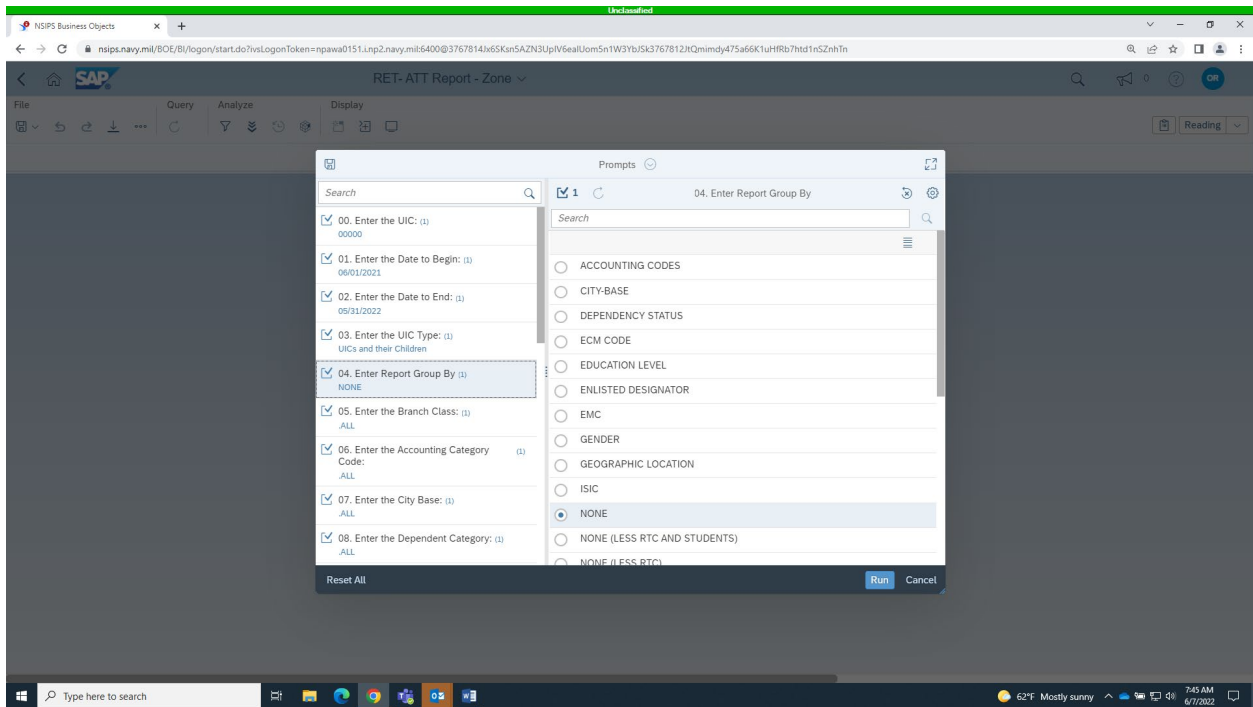 Unclassified
NSIPS Business Objects
nsips.navy.mil/BOE/BI/logon/start.do?ivsLogonToken=npawa0151.i.np2.navy.mil:6400@3767814Jx6SKsn5AZN3UpIV6ealUom5n1W3YbJSk3767812JtQmimdy475a66K1uHfRb7htd1nSZnhTn
SAP
RET- ATT Report - Zone
0
OR
File Query Analyze Display
Reading
Prompts
Search
1 04. Enter Report Group By
Search
00. Enter the UIC: (1)
00000
01. Enter the Date to Begin: (1)
06/01/2021
02. Enter the Date to End: (1)
05/31/2022
03. Enter the UIC Type: (1)
UICs and their Children
04. Enter Report Group By (1)
NONE
05. Enter the Branch Class: (1)
.ALL
06. Enter the Accounting Category (1)
Code:
.ALL
07. Enter the City Base: (1)
.ALL
08. Enter the Dependent Category: (1)
.ALL
ACCOUNTING CODES
CITY-BASE
DEPENDENCY STATUS
ECM CODE
EDUCATION LEVEL
ENLISTED DESIGNATOR
EMC
GENDER
GEOGRAPHIC LOCATION
ISIC
NONE
NONE (LESS RTC AND STUDENTS)
NONE (LESS RTC)
Reset All
Run Cancel
Type here to search
62°F Mostly sunny
7:45 AM
6/7/2022